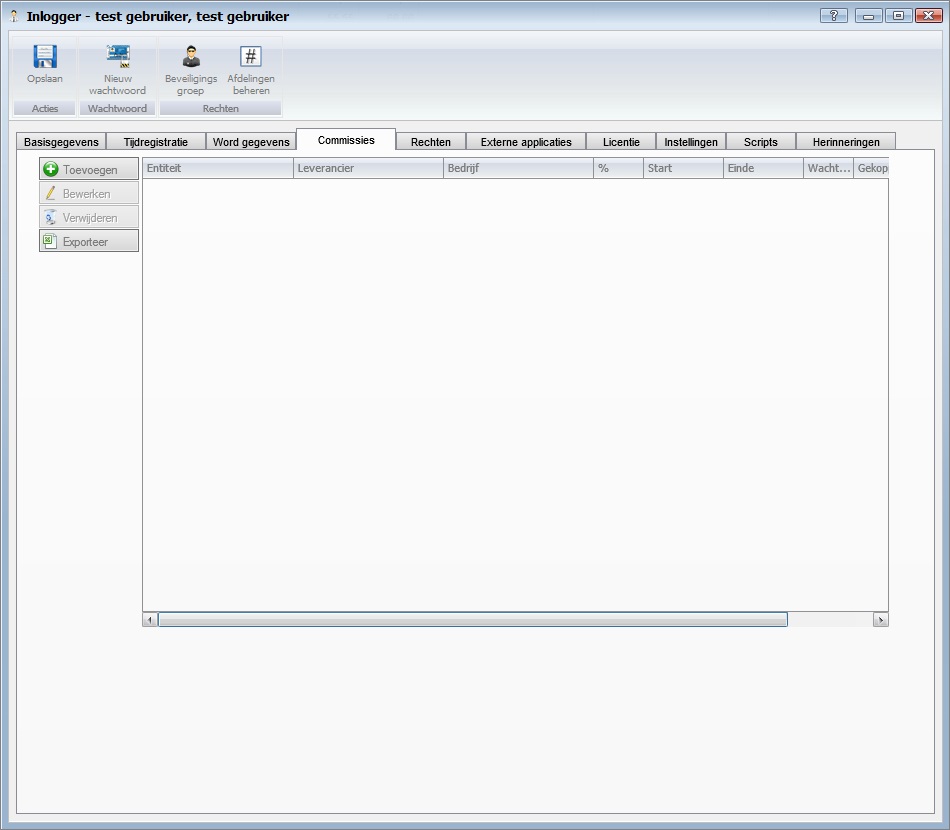 Inlogger - test gebruiker, test gebruiker
Opslaan
Nieuw wachtwoord
Beveiligings groep
Afdelingen beheren
Acties
Wachtwoord
Rechten
Basisgegevens
Tijdregistratie
Word gegevens
Commissies
Rechten
Externe applicaties
Licentie
Instellingen
Scripts
Herinneringen
Toevoegen
Bewerken
Verwijderen
Exporteer
Entiteit
Leverancier
Bedrijf
%
Start
Einde
Wacht...
Gekop